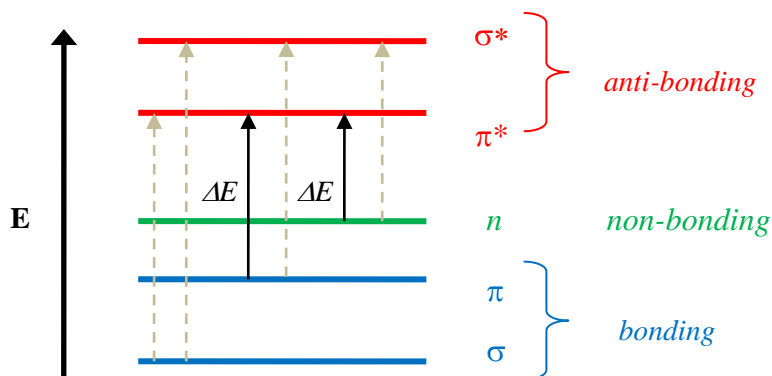 σ*
anti-bonding
π*
ΔE ΔE
E
n non-bonding
π
bonding
σ